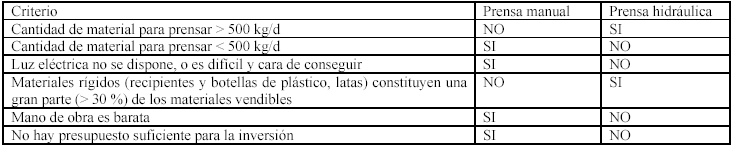 Criterio Prensa manual Prensa hidráulica
Cantidad de material para prensar > 500 kg/d NO SI
Cantidad de material para prensar < 500 kg/d SI NO
Luz eléctrica no se dispone, o es difícil y cara de conseguir SI NO
Materiales rígidos (recipientes y botellas de plástico, latas) constituyen una NO SI
gran parte (> 30 %) de los materiales vendibles
Mano de obra es barata SI NO
No hay presupuesto suficiente para la inversión SI NO